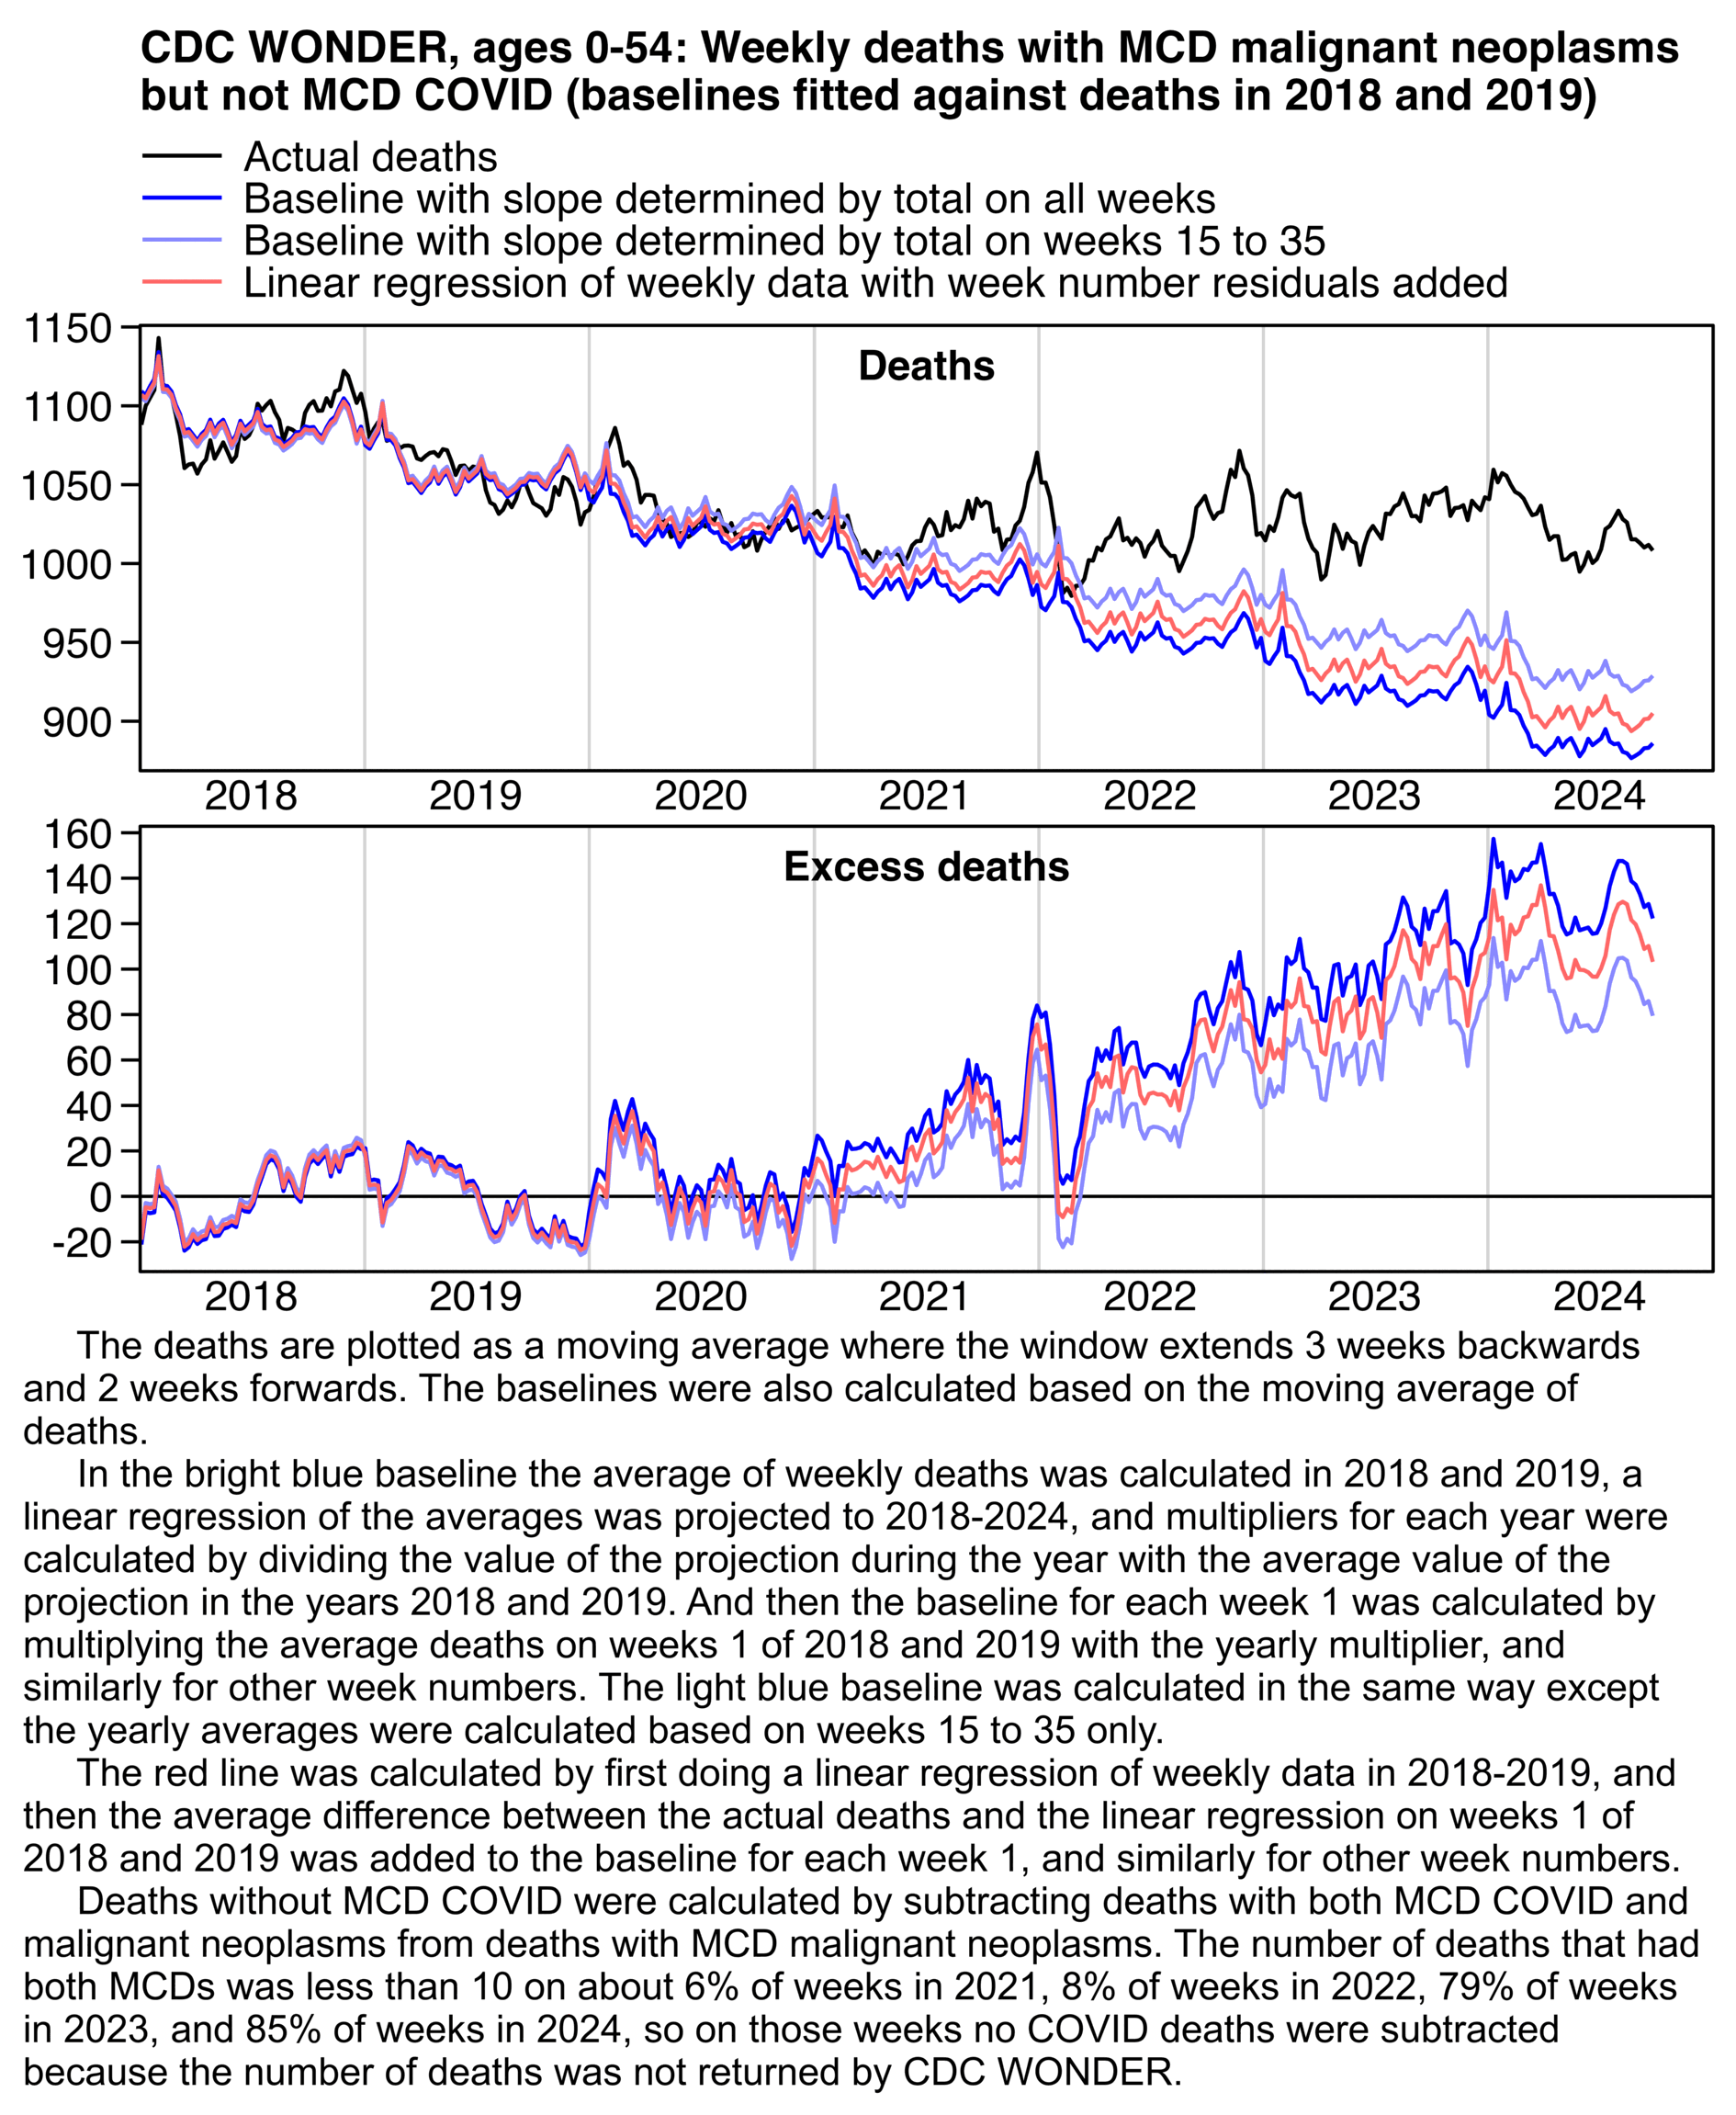 CDC WONDER, ages 0-54: Weekly deaths with MCD malignant neoplasms
but not MCD COVID (baselines fitted against deaths in 2018 and 2019)
Actual deaths
Baseline with slope determined by total on all weeks
Baseline with slope determined by total on weeks 15 to 35
Linear regression of weekly data with week number residuals added
Deaths
1150
1100
1050
1000
950
900
2018 2019 2020 2021 2022 2023 2024
Excess deaths
160
140
120
100
80
60
40
20
0
-20
2018 2019 2020 2021 2022 2023 2024
The deaths are plotted as a moving average where the window extends 3 weeks backwards
and 2 weeks forwards. The baselines were also calculated based on the moving average of
deaths.
In the bright blue baseline the average of weekly deaths was calculated in 2018 and 2019, a
linear regression of the averages was projected to 2018-2024, and multipliers for each year were
calculated by dividing the value of the projection during the year with the average value of the
projection in the years 2018 and 2019. And then the baseline for each week 1 was calculated by
multiplying the average deaths on weeks 1 of 2018 and 2019 with the yearly multiplier, and
similarly for other week numbers. The light blue baseline was calculated in the same way except
the yearly averages were calculated based on weeks 15 to 35 only.
The red line was calculated by first doing a linear regression of weekly data in 2018-2019, and
then the average difference between the actual deaths and the linear regression on weeks 1 of
2018 and 2019 was added to the baseline for each week 1, and similarly for other week numbers.
Deaths without MCD COVID were calculated by subtracting deaths with both MCD COVID and
malignant neoplasms from deaths with MCD malignant neoplasms. The number of deaths that had
both MCDs was less than 10 on about 6% of weeks in 2021, 8% of weeks in 2022, 79% of weeks
in 2023, and 85% of weeks in 2024, so on those weeks no COVID deaths were subtracted
because the number of deaths was not returned by CDC WONDER.